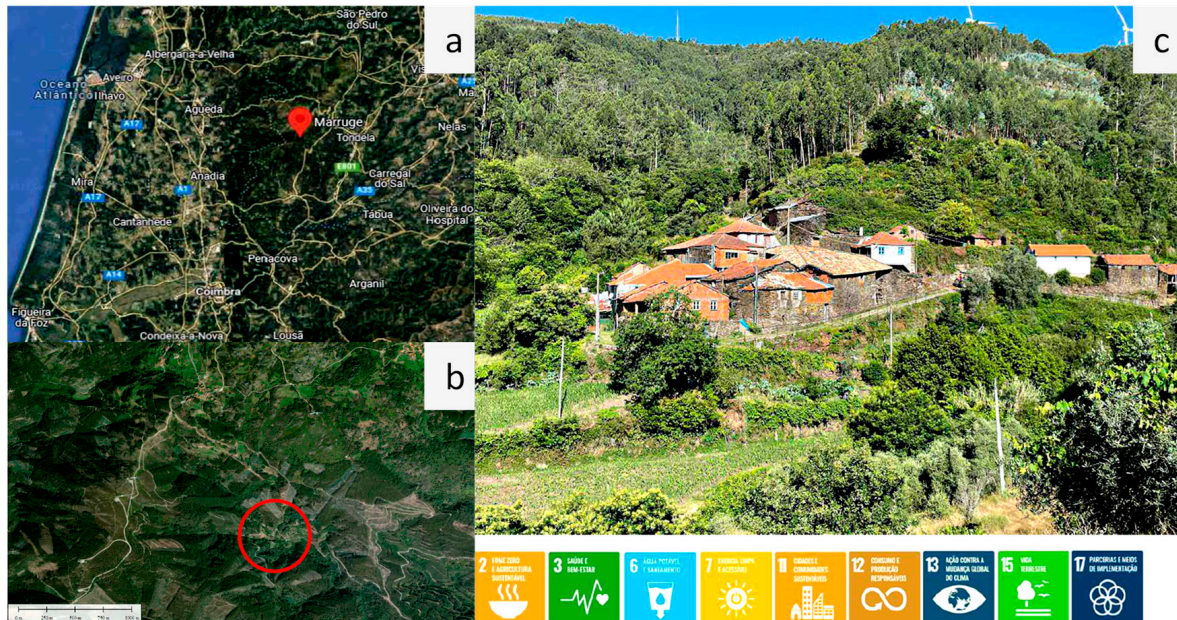 a
São Pedro
do Sul
Albergaria-a-Velha
Aveiro
Oceano
Atlântico
Ílhavo
Águeda
A17
Marruge
Tondela
Nelas
E801
Anadia
Mira
A17
A1
Carregal
do Sal
A35
Cantanhede
Tábua
Oliveira do
Hospital
Penacova
A14
Arganil
Coimbra
Figueira
da Foz
Condeixa-a-Nova
Lousã
b
c
2 FOME ZERO
E AGRICULTURA
SUSTENTÁVEL
3 SAÚDE E
BEM-ESTAR
6 ÁGUA POTÁVEL
E SANEAMENTO
7 ENERGIA LIMPA
E ACESSÍVEL
11 CIDADES E
COMUNIDADES
SUSTENTÁVEIS
12 CONSUMO E
PRODUÇÃO
RESPONSÁVEIS
13 AÇÃO CONTRA A
MUDANÇA GLOBAL
DO CLIMA
15 VIDA
TERRESTRE
17 PARCERIAS E MEIOS
DE IMPLEMENTAÇÃO